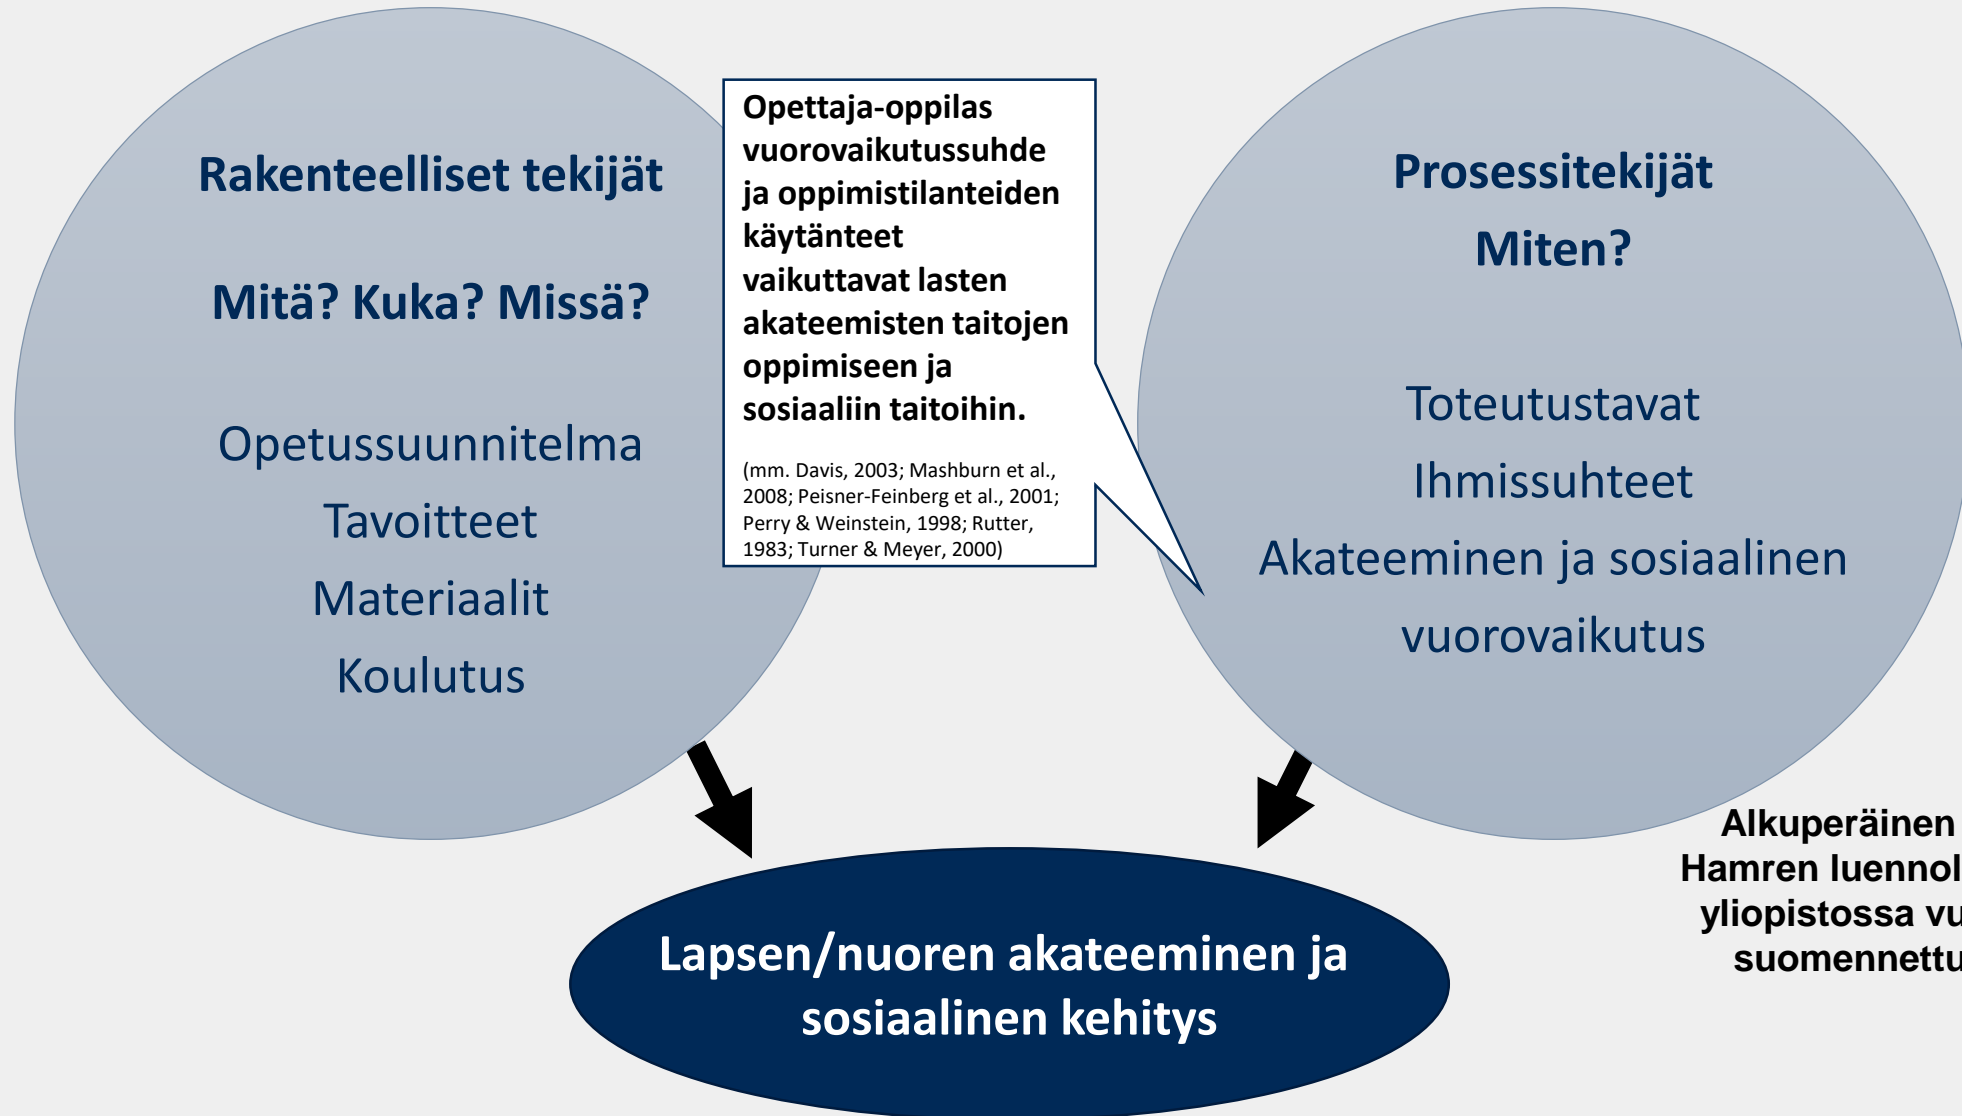 Rakenteelliset tekijät
Mitä? Kuka? Missä?
Opetussuunnitelma
Tavoitteet
Materiaalit
Koulutus
Opettaja-oppilas
vuorovaikutussuhde
ja oppimistilanteiden
käytänteet
vaikuttavat lasten
akateemisten taitojen
oppimiseen ja
sosiaaliin taitoihin.
(mm. Davis, 2003; Mashburn et al.,
2008; Peisner-Feinberg et al., 2001;
Perry & Weinstein, 1998; Rutter,
1983; Turner & Meyer, 2000)
Prosessitekijät
Miten?
Toteutustavat
Ihmissuhteet
Akateeminen ja sosiaalinen
vuorovaikutus
Alkuperäinen
Hamren
yliopistossa
Lapsen/nuoren akateeminen ja
sosiaalinen kehitys